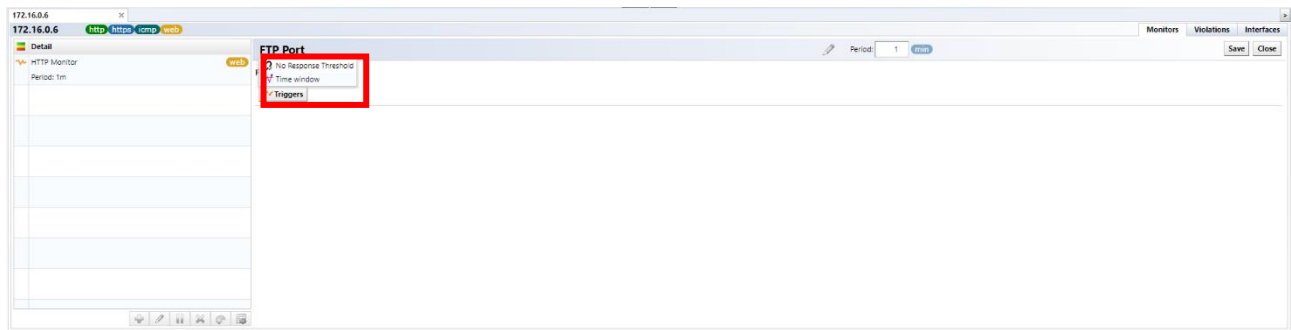 172.16.0.6
172.16.0.6 http https icmp web Monitors Violations Interfaces
Detail
HTTP Monitor web
Period: 1m
FTP Port Period: 1 min Save Close
No Response Threshold
Time window
Triggers